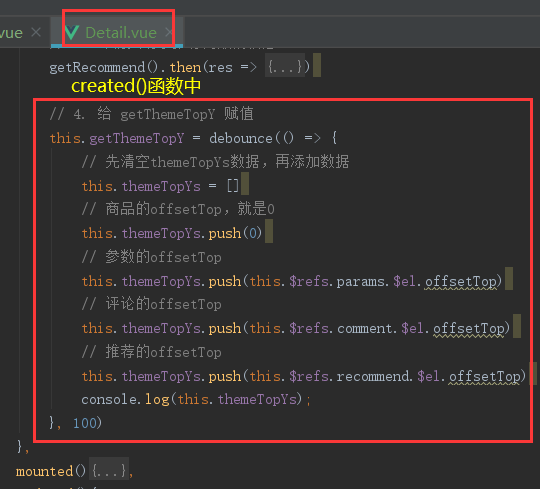 vue × Detail.vue ×
getRecommend().then(res => {...})
created()函数中
// 4. 给 getThemeTopY 赋值
this.getThemeTopY = debounce(() => {
// 先清空themeTopYs数据，再添加数据
this.themeTopYs = []
// 商品的offsetTop，就是0
this.themeTopYs.push(0)
// 参数的offsetTop
this.themeTopYs.push(this.$refs.params.$el.offsetTop)
// 评论的offsetTop
this.themeTopYs.push(this.$refs.comment.$el.offsetTop)
// 推荐的offsetTop
this.themeTopYs.push(this.$refs.recommend.$el.offsetTop)
console.log(this.themeTopYs);
}, 100)
},
mounted(){...},